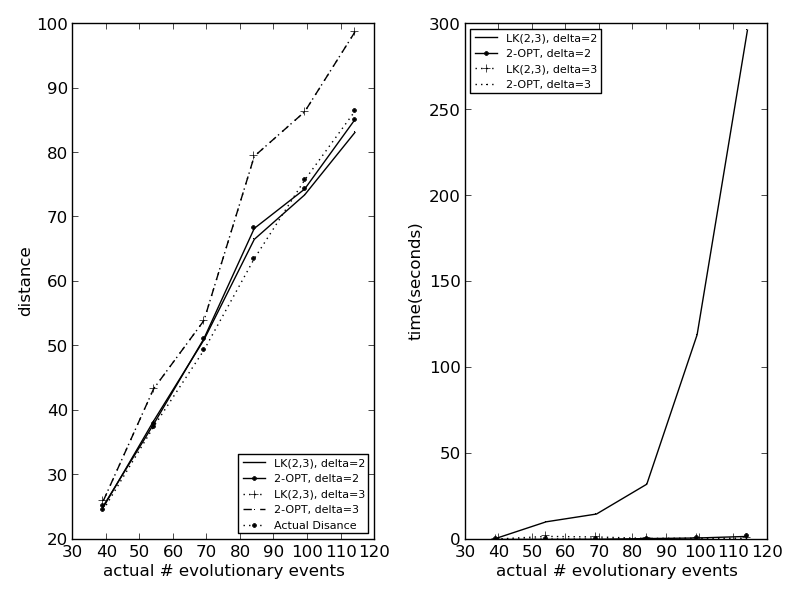 100
90
80
70
60
50
40
30
20
30 40 50 60 70 80 90 100 110 120
distance
actual # evolutionary events
LK(2,3), delta=2
2-OPT, delta=2
LK(2,3), delta=3
2-OPT, delta=3
Actual Disance
300
250
200
150
100
50
0
30 40 50 60 70 80 90 100 110 120
time(seconds)
actual # evolutionary events
LK(2,3), delta=2
2-OPT, delta=2
LK(2,3), delta=3
2-OPT, delta=3